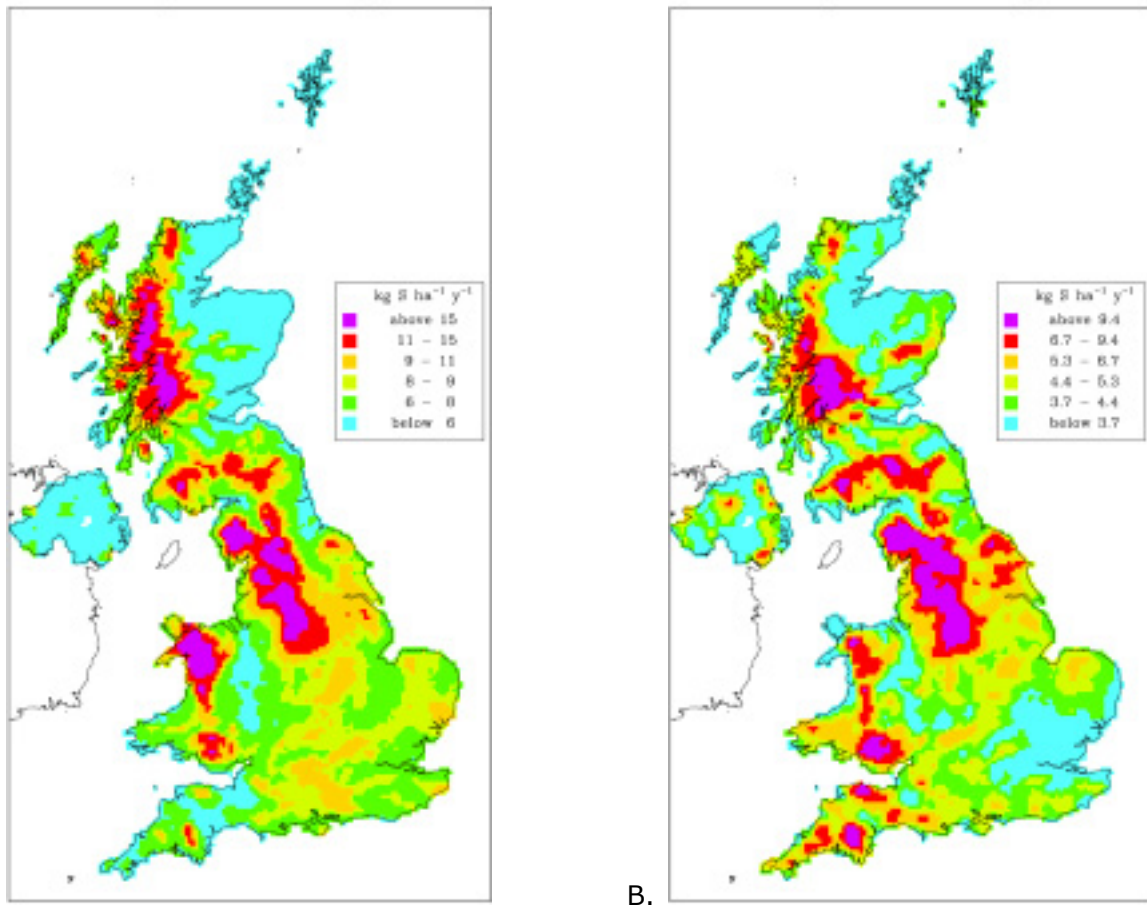 kg S ha⁻¹ y⁻¹
above 15
11 – 15
9 – 11
8 – 9
6 – 8
below 6
kg S ha⁻¹ y⁻¹
above 9.4
6.7 – 9.4
5.3 – 6.7
4.4 – 5.3
3.7 – 4.4
below 3.7
B.